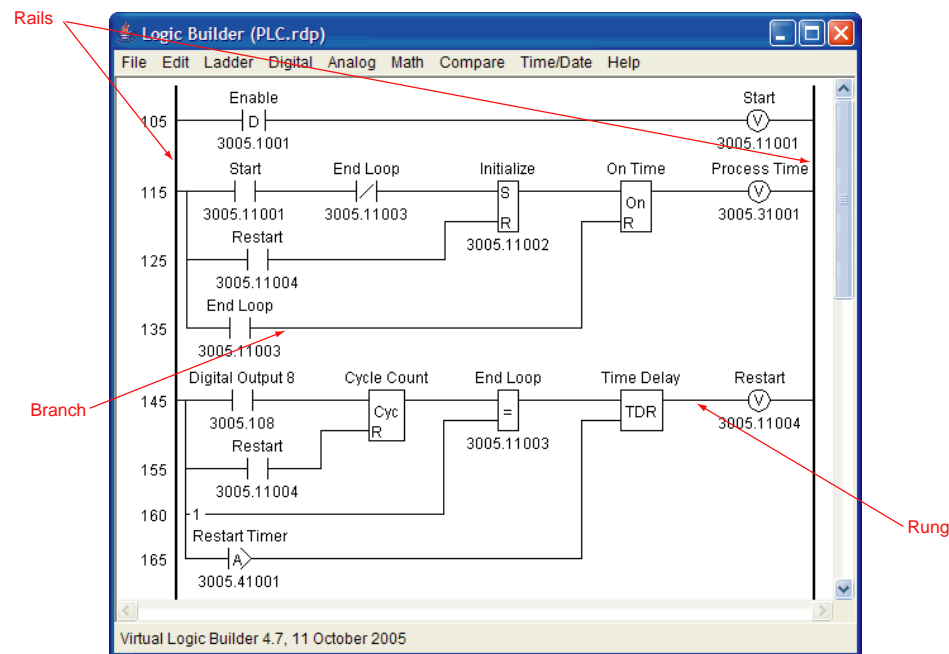 Rails
Logic Builder (PLC.rdp)
File Edit Ladder Digital Analog Math Compare Time/Date Help
Enable Start
105 D V
3005.1001 3005.11001
Start End Loop Initialize On Time Process Time
115 S On V
3005.11001 3005.11003 R R 3005.31001
Restart 3005.11002
125
3005.11004
End Loop
135
3005.11003
Digital Output 8 Cycle Count End Loop Time Delay Restart
Branch
145 Cyc = TDR V
3005.108 R 3005.11004
Restart 3005.11003
155
3005.11004
160 1
Rung
Restart Timer
165 A
3005.41001
Virtual Logic Builder 4.7, 11 October 2005